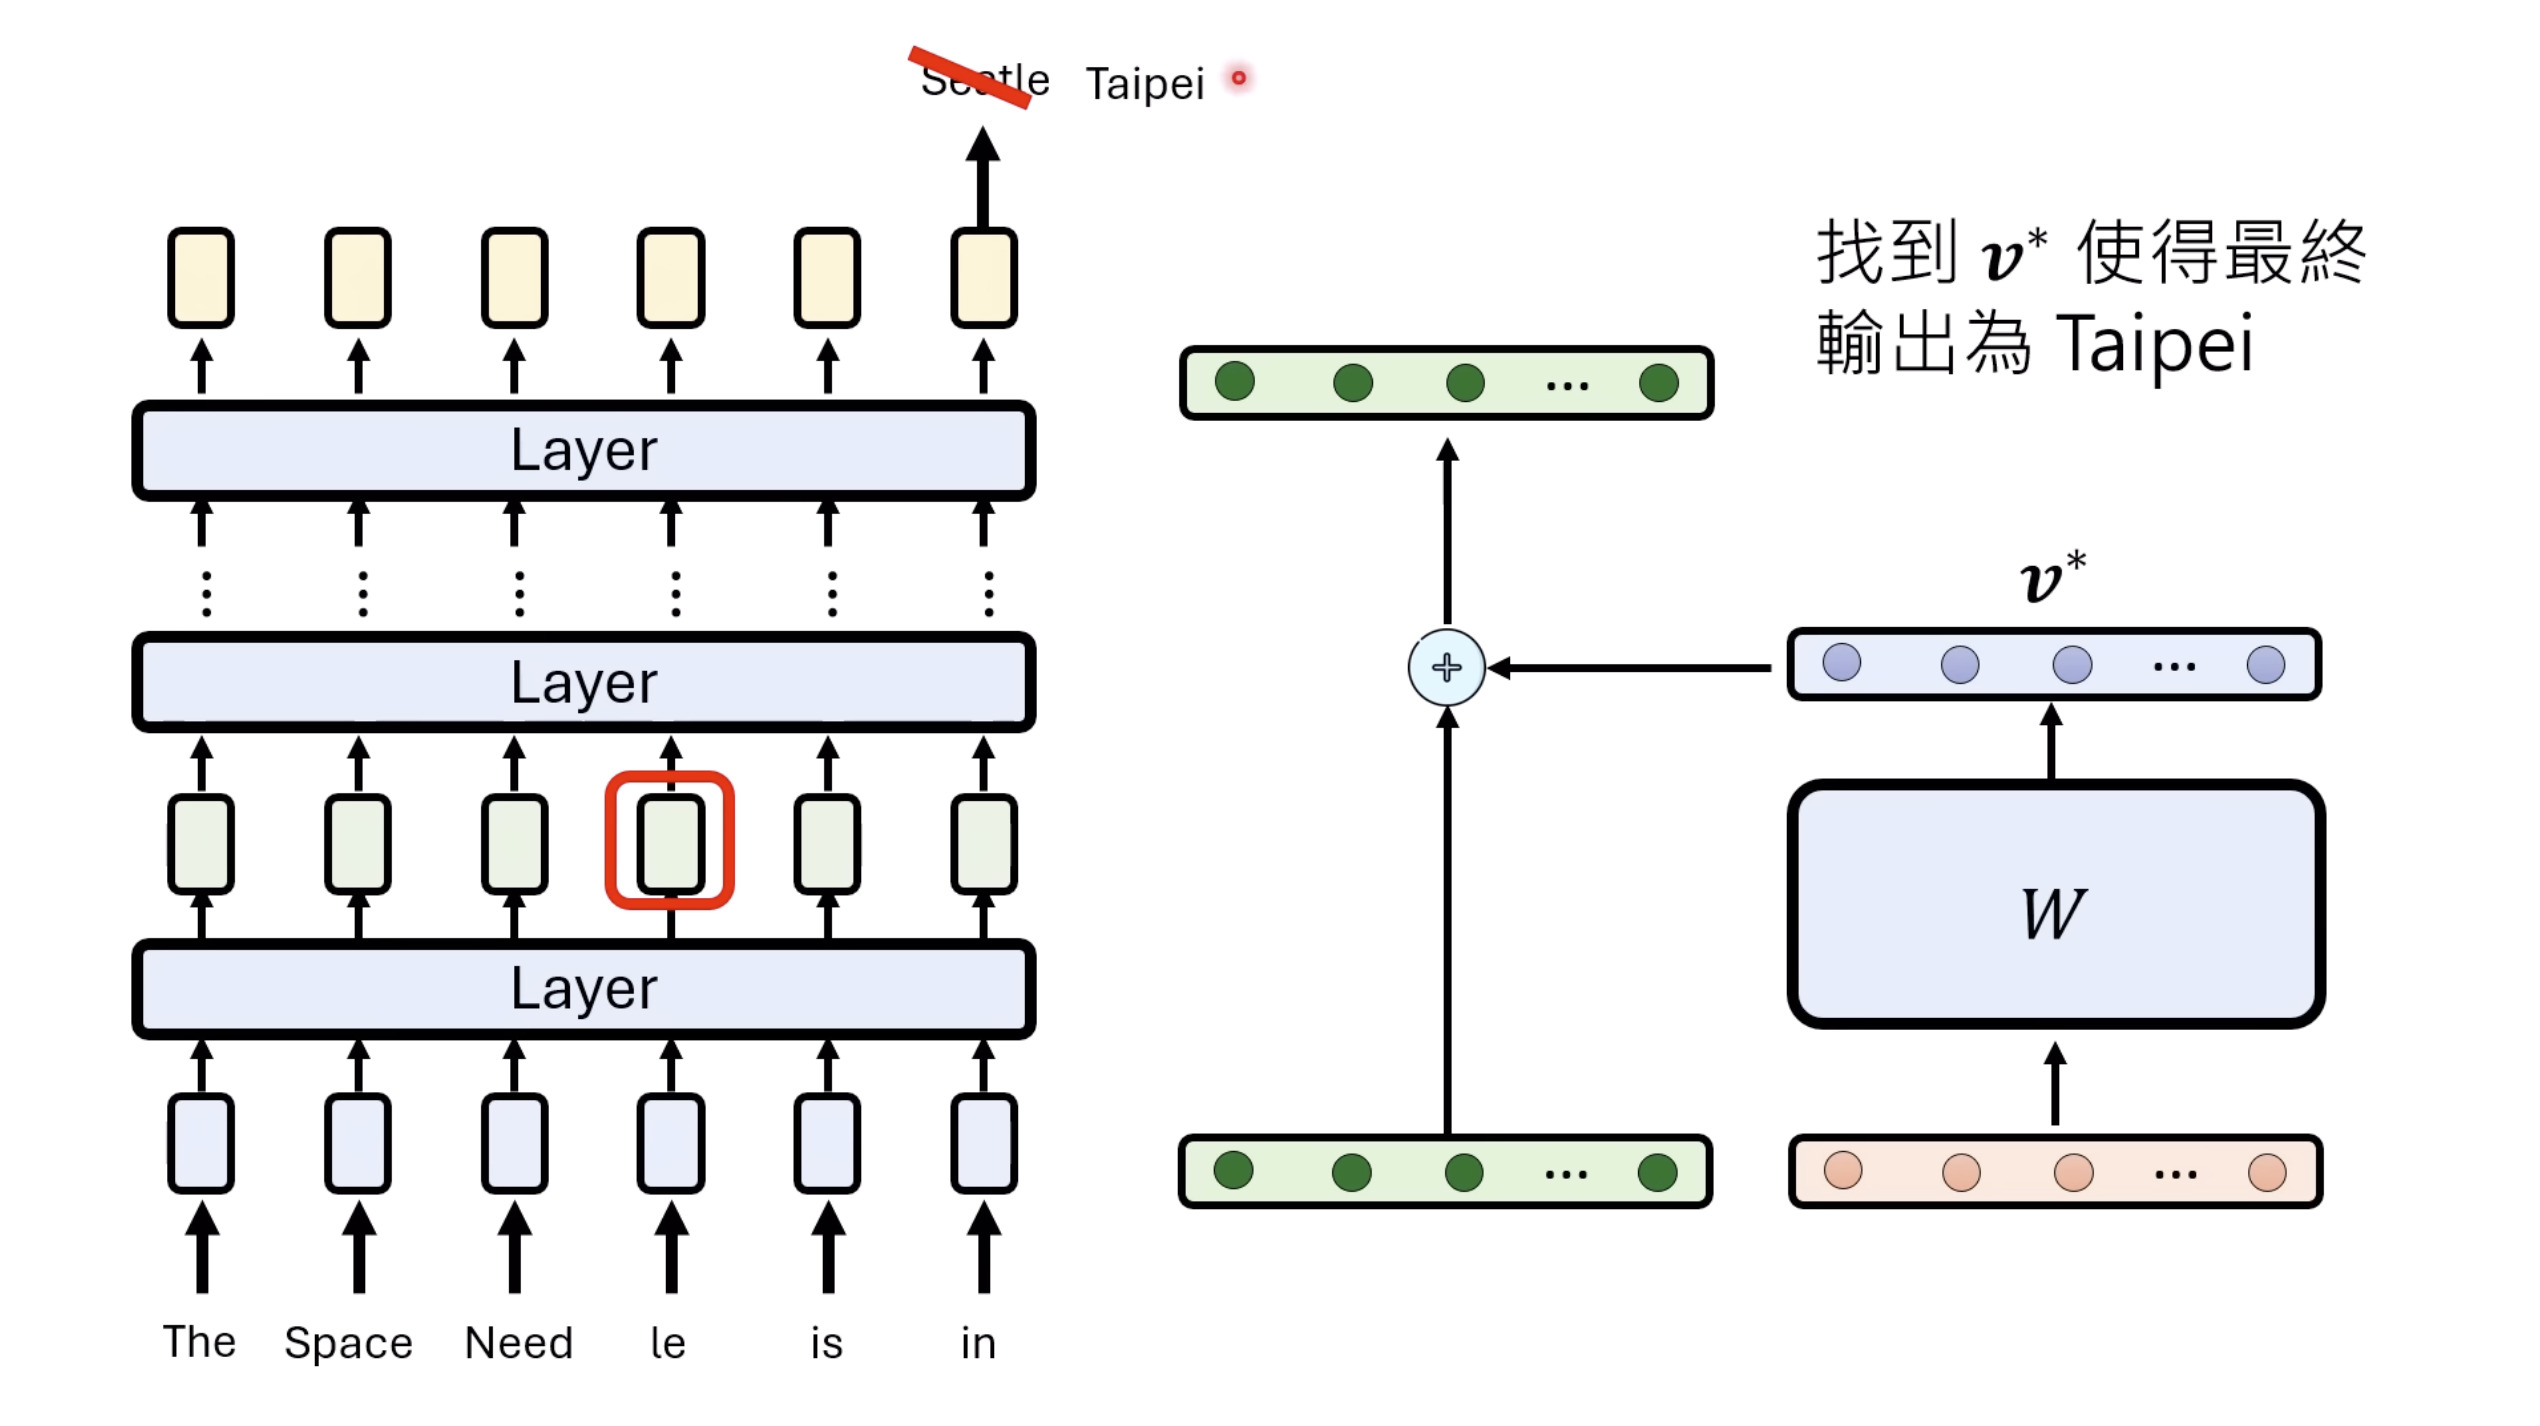 Seatle Taipei
找到 v* 使得最終
輸出為 Taipei
Layer
Layer
v*
W
Layer
The Space Need le is in